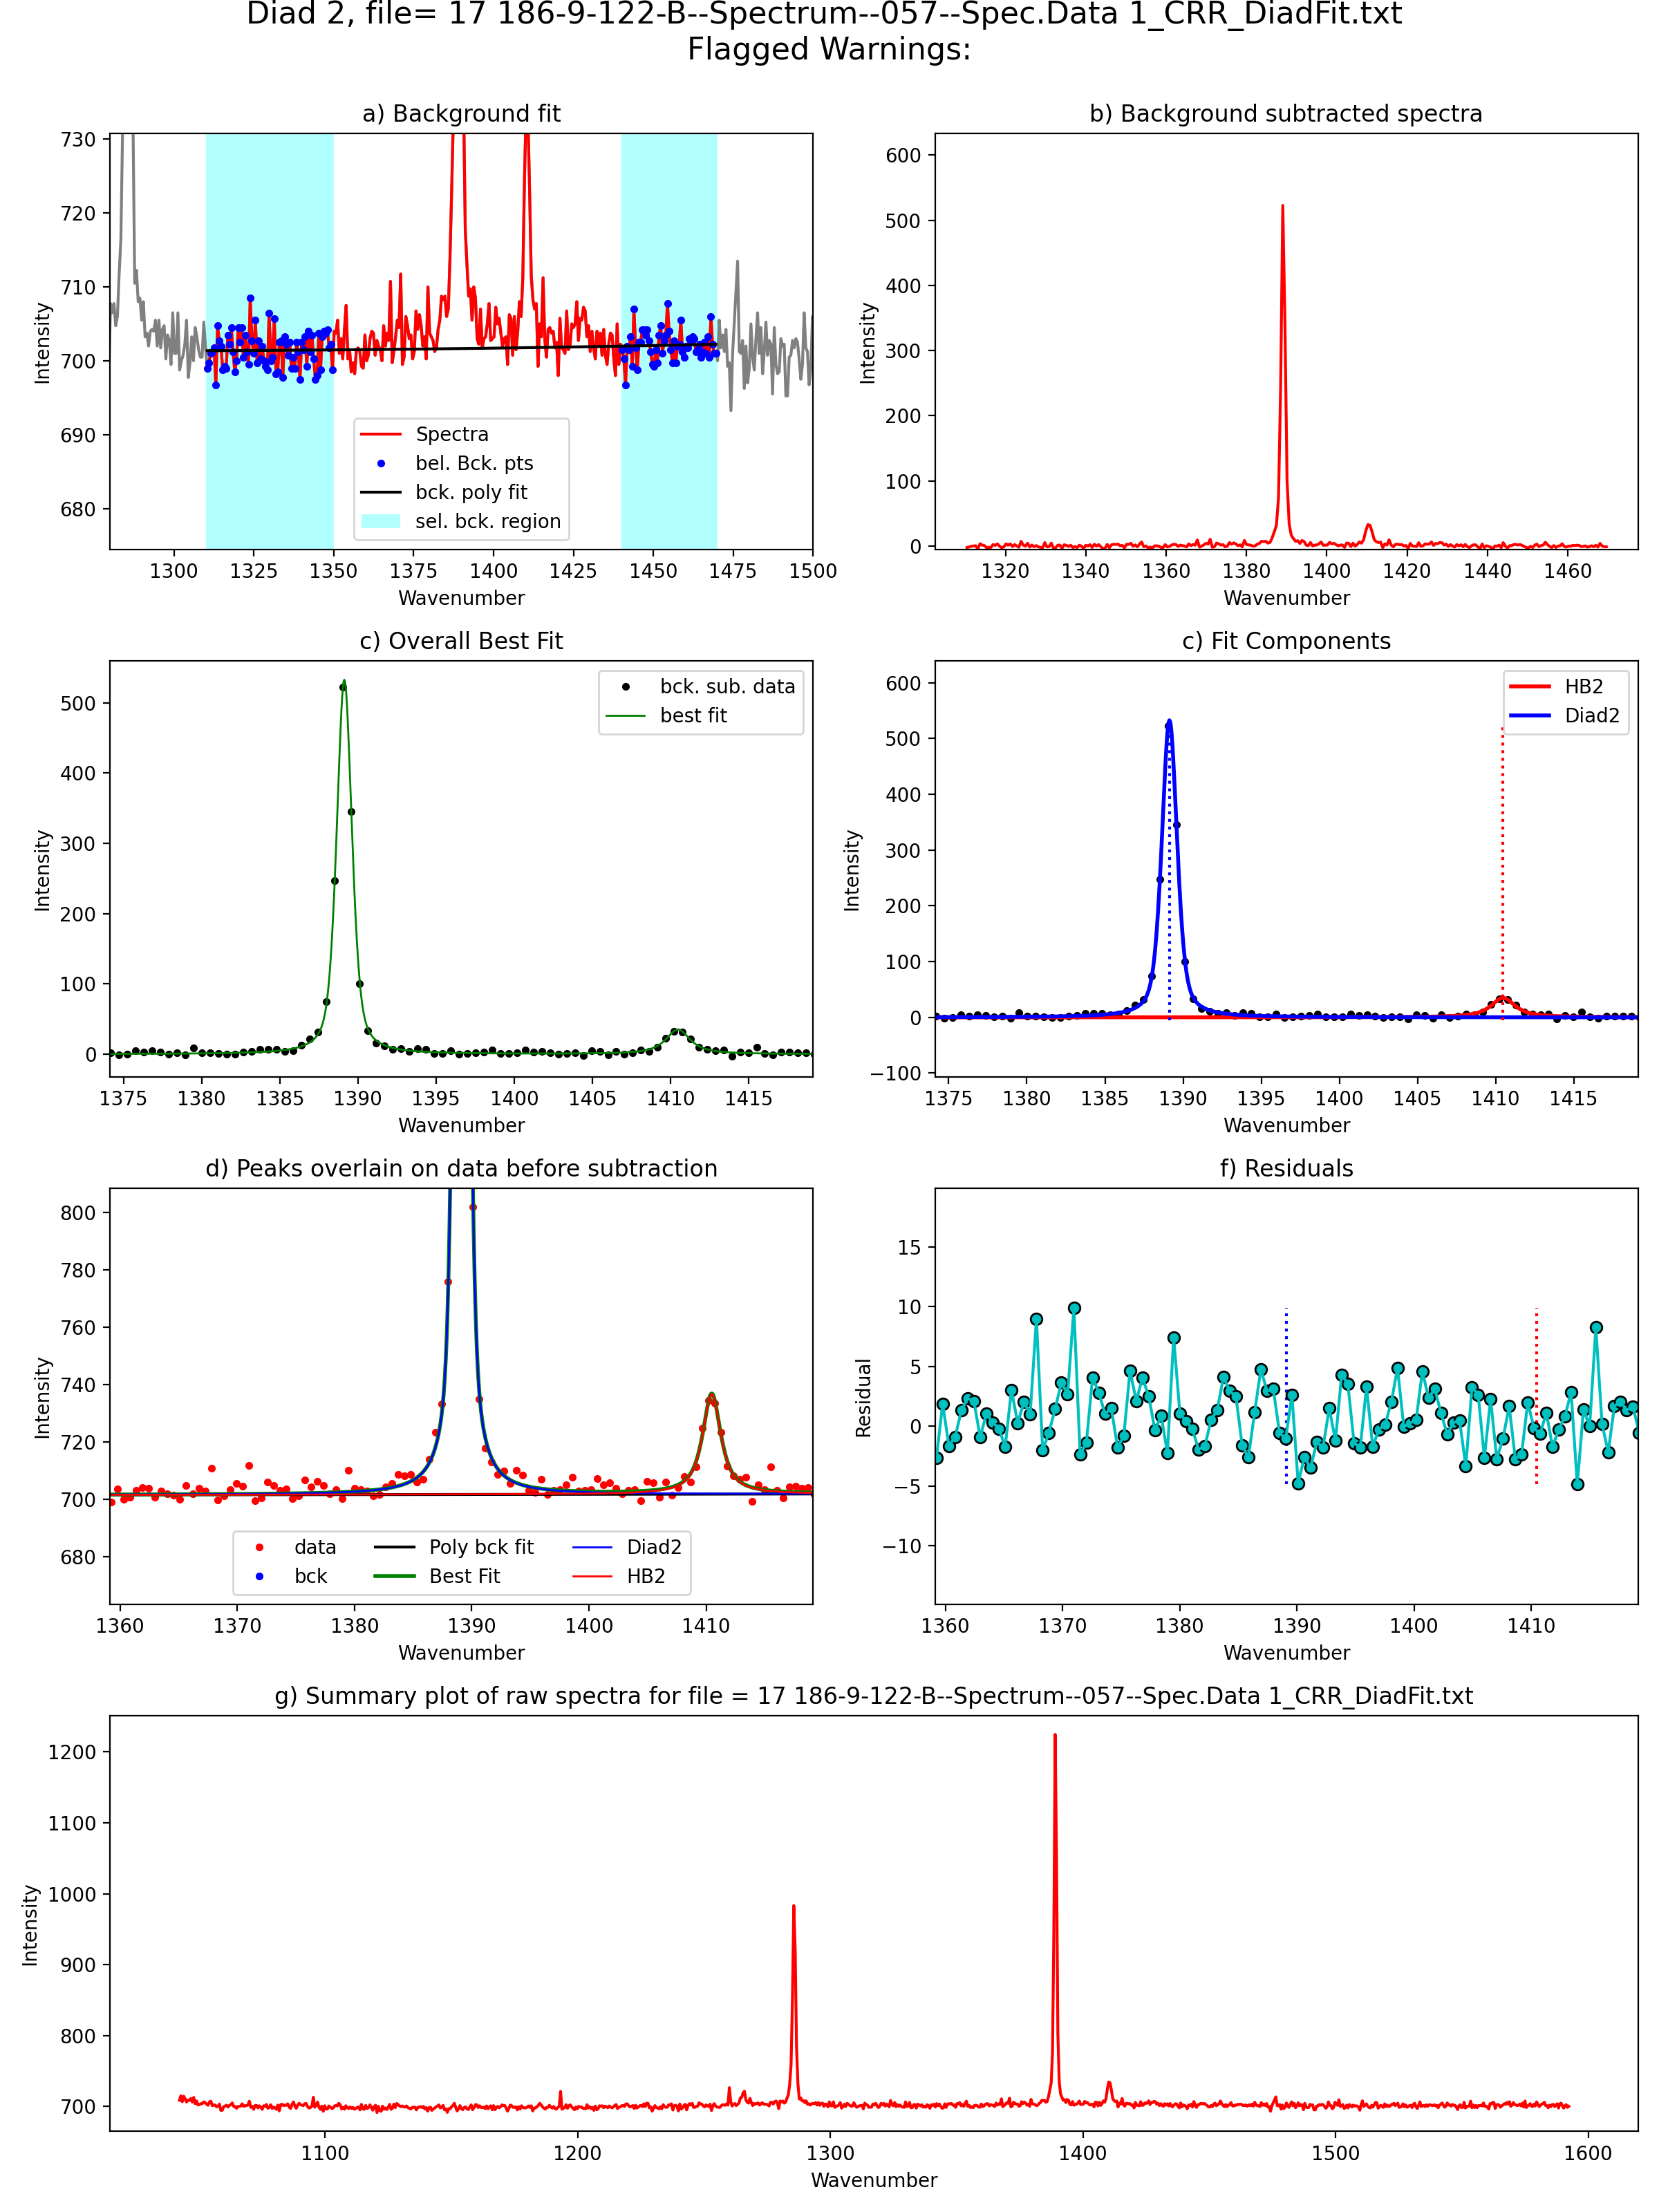 Diad 2, file= 17 186-9-122-B--Spectrum--057--Spec.Data 1_CRR_DiadFit.txt
Flagged Warnings:
a) Background fit
730
720
710
700
690
680
Intensity
Spectra
bel. Bck. pts
bck. poly fit
sel. bck. region
1300 1325 1350 1375 1400 1425 1450 1475 1500
Wavenumber
b) Background subtracted spectra
600
500
400
300
200
100
0
Intensity
1320 1340 1360 1380 1400 1420 1440 1460
Wavenumber
c) Overall Best Fit
500
400
300
200
100
0
Intensity
bck. sub. data
best fit
1375 1380 1385 1390 1395 1400 1405 1410 1415
Wavenumber
c) Fit Components
600
500
400
300
200
100
0
−100
Intensity
HB2
Diad2
1375 1380 1385 1390 1395 1400 1405 1410 1415
Wavenumber
d) Peaks overlain on data before subtraction
800
780
760
740
720
700
680
Intensity
data
bck
Poly bck fit
Best Fit
Diad2
HB2
1360 1370 1380 1390 1400 1410
Wavenumber
f) Residuals
15
10
5
0
−5
−10
Residual
1360 1370 1380 1390 1400 1410
Wavenumber
g) Summary plot of raw spectra for file = 17 186-9-122-B--Spectrum--057--Spec.Data 1_CRR_DiadFit.txt
1200
1100
1000
900
800
700
Intensity
1100 1200 1300 1400 1500 1600
Wavenumber